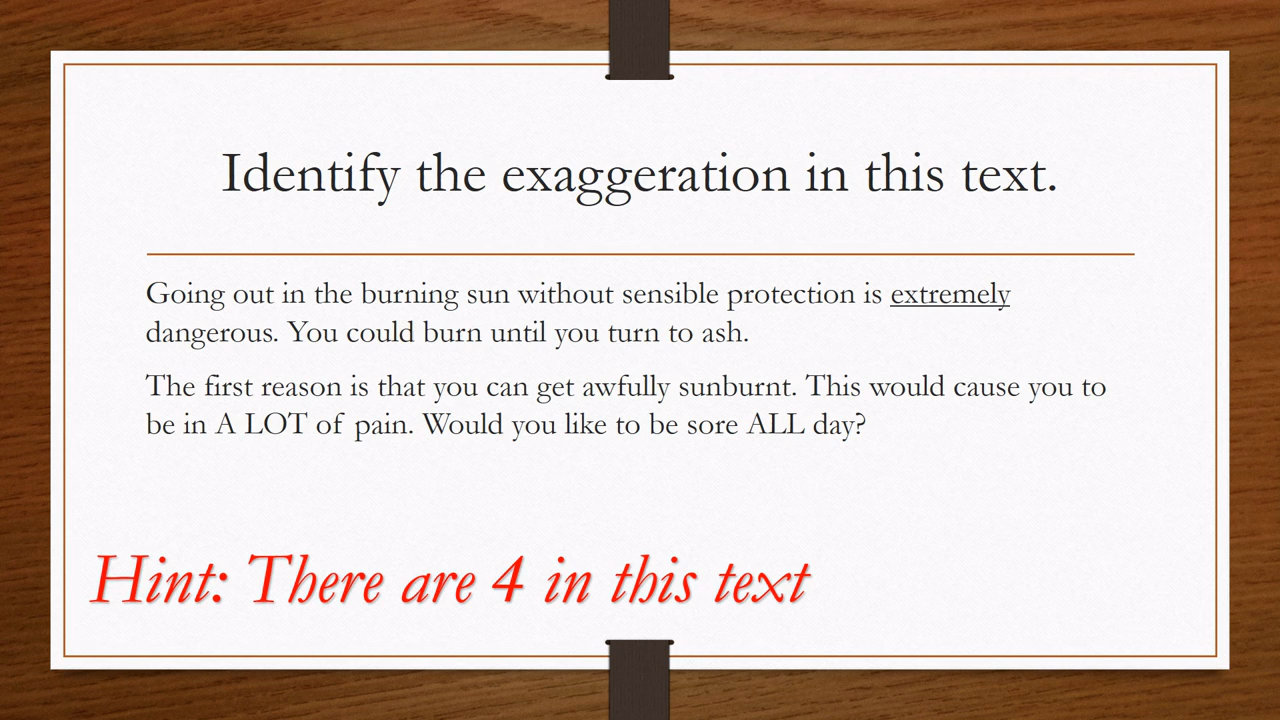 Identify the exaggeration in this text.
Going out in the burning sun without sensible protection is extremely
dangerous. You could burn until you turn to ash.
The first reason is that you can get awfully sunburnt. This would cause you to
be in A LOT of pain. Would you like to be sore ALL day?
Hint: There are 4 in this text